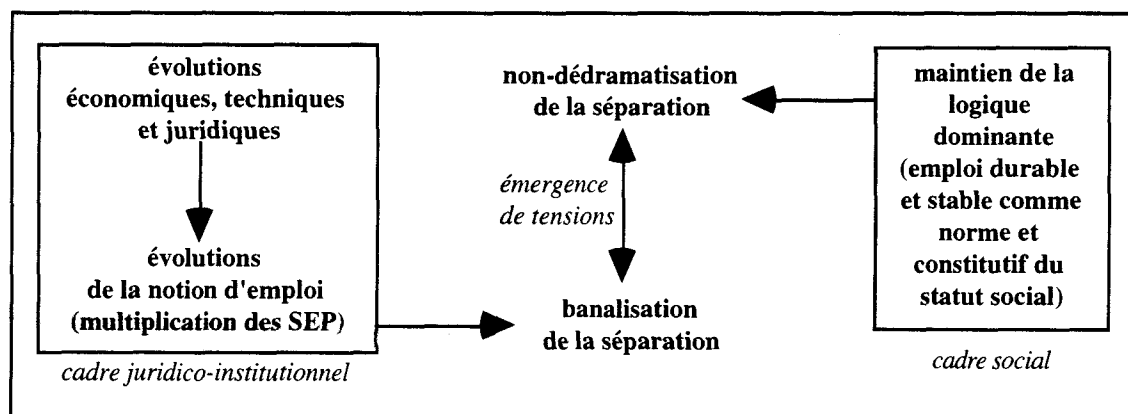 évolutions
économiques, techniques
et juridiques
évolutions
de la notion d'emploi
(multiplication des SEP)
cadre juridico-institutionnel
non-dédramatisation
de la séparation
émergence
de tensions
banalisation
de la séparation
maintien de la
logique
dominante
(emploi durable
et stable comme
norme et
constitutif du
statut social)
cadre social